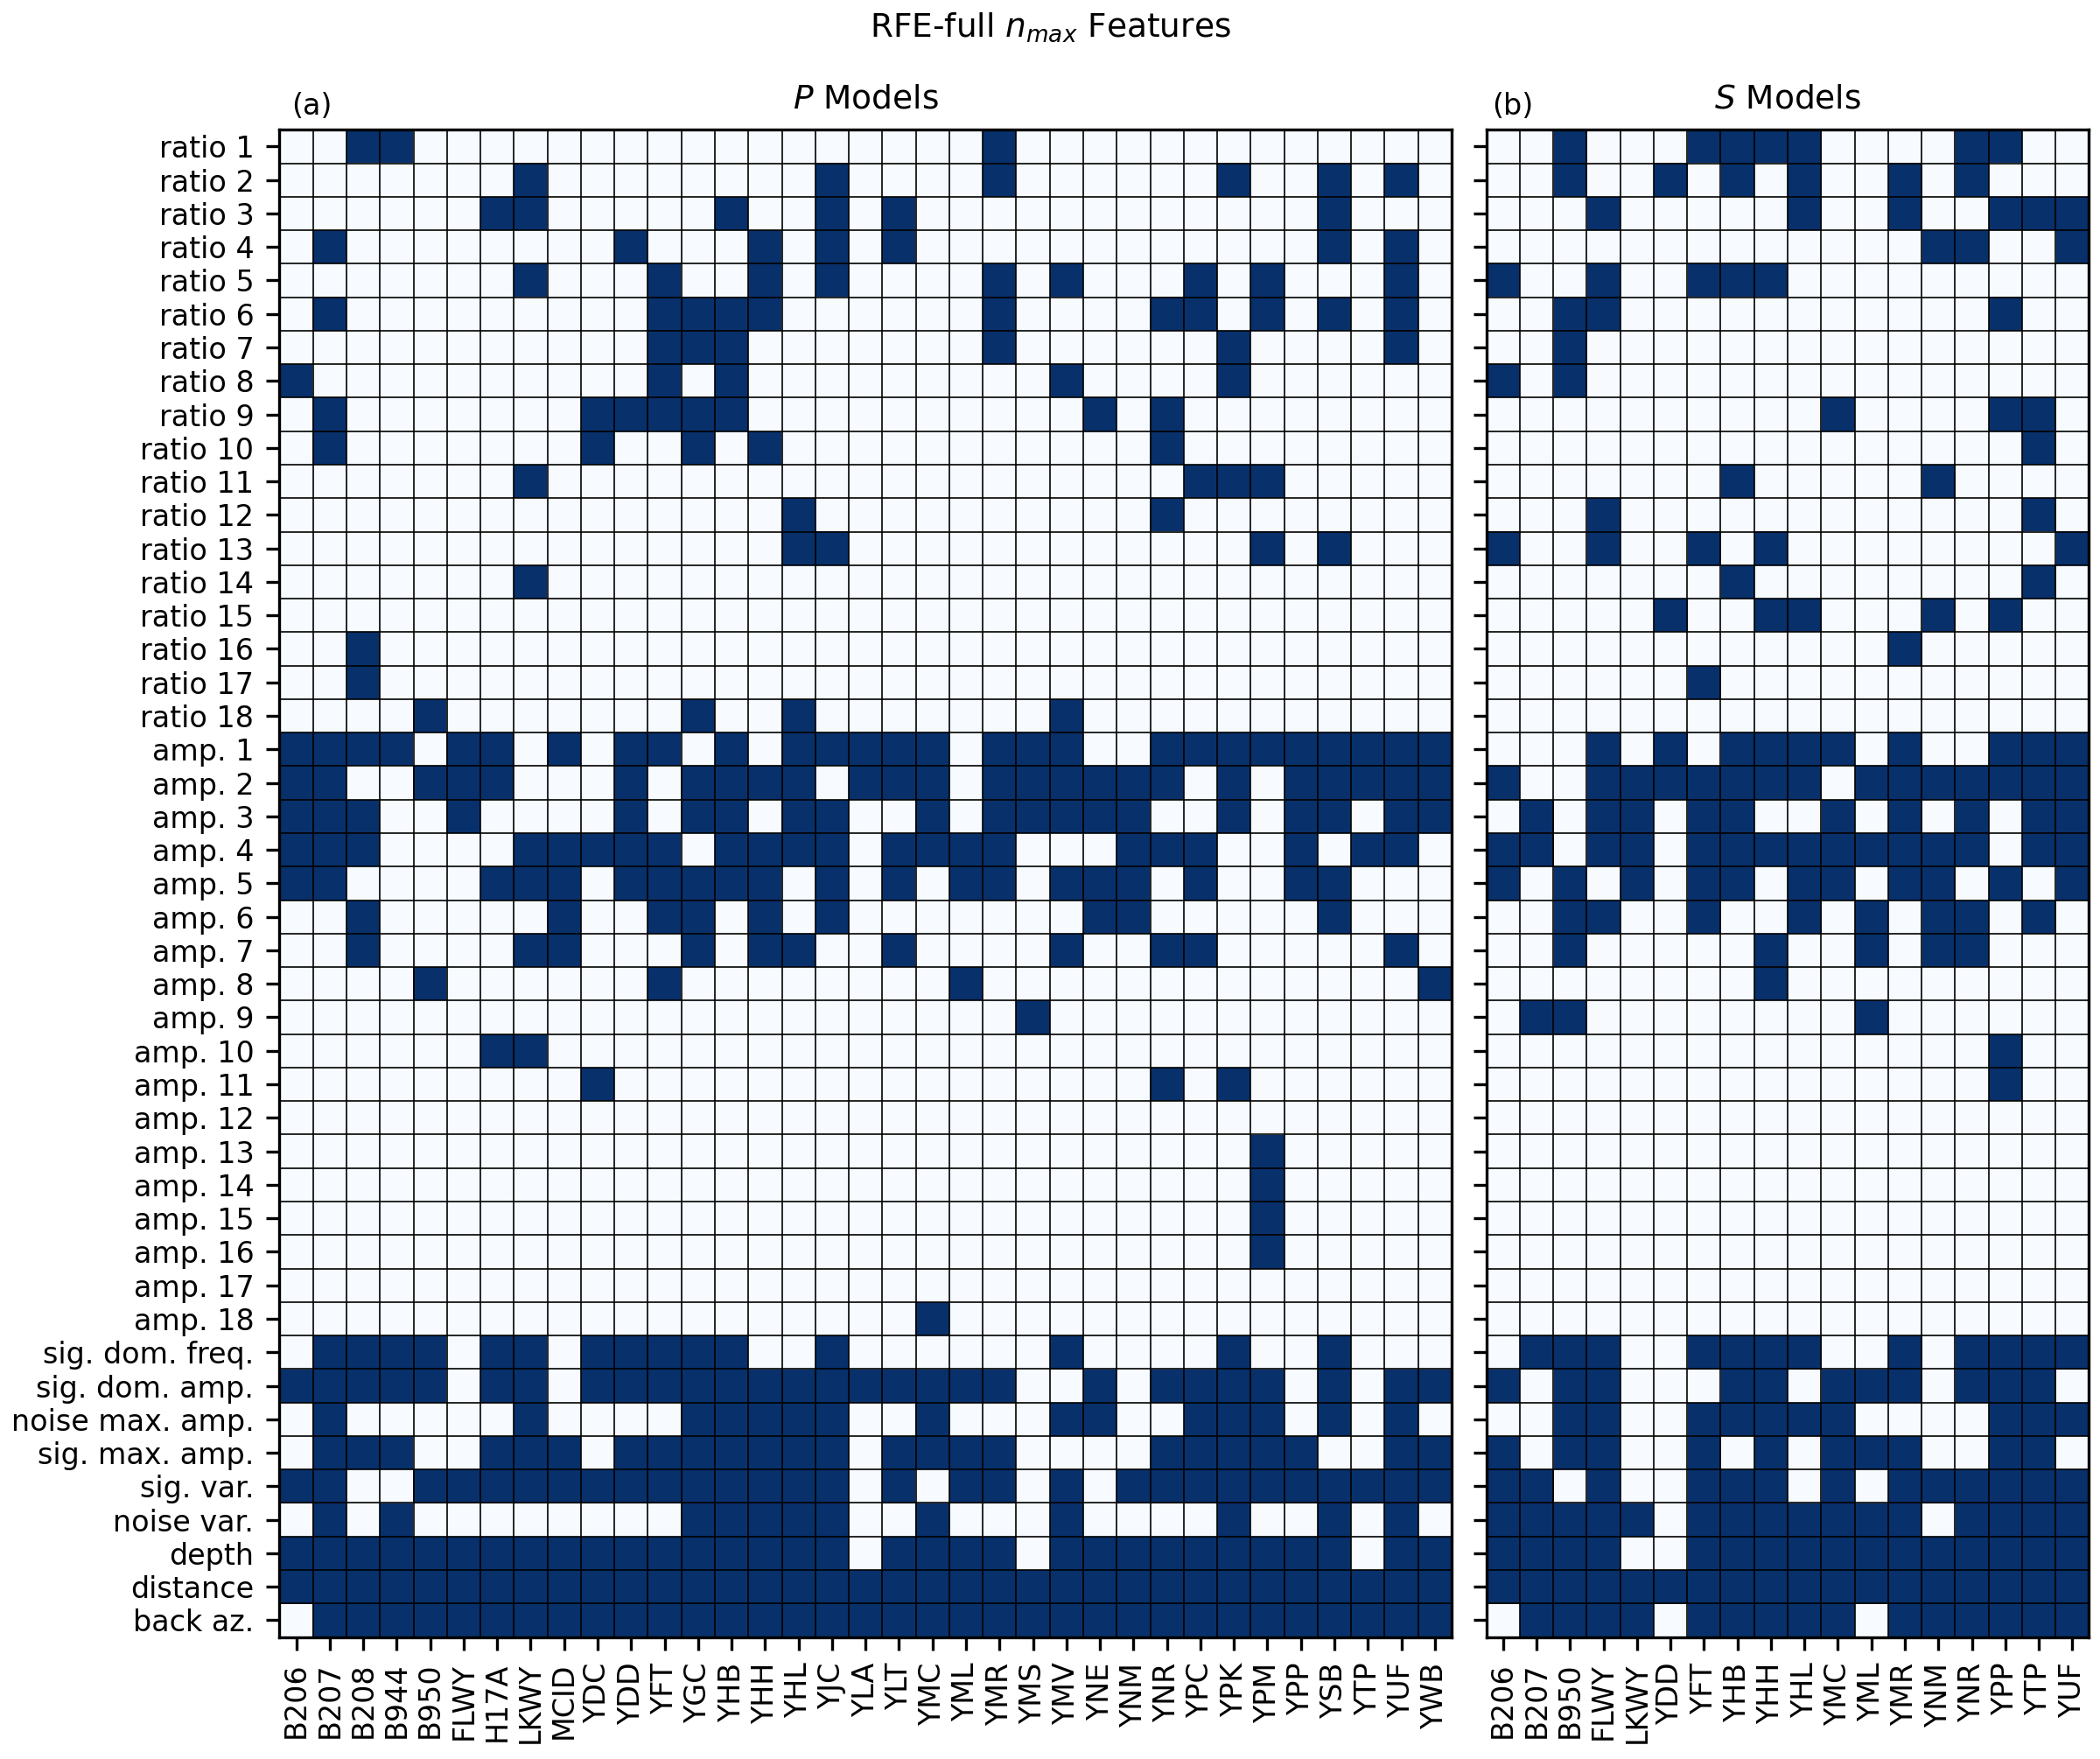 RFE-full n_max Features
(a)
P Models
(b)
S Models
ratio 1
ratio 2
ratio 3
ratio 4
ratio 5
ratio 6
ratio 7
ratio 8
ratio 9
ratio 10
ratio 11
ratio 12
ratio 13
ratio 14
ratio 15
ratio 16
ratio 17
ratio 18
amp. 1
amp. 2
amp. 3
amp. 4
amp. 5
amp. 6
amp. 7
amp. 8
amp. 9
amp. 10
amp. 11
amp. 12
amp. 13
amp. 14
amp. 15
amp. 16
amp. 17
amp. 18
sig. dom. freq.
sig. dom. amp.
noise max. amp.
sig. max. amp.
sig. var.
noise var.
depth
distance
back az.
B206
B207
B208
B944
B950
FLWY
H17A
LKWY
MCID
YDC
YDD
YFT
YGC
YHB
YHH
YHL
YJC
YLA
YLT
YMC
YML
YMR
YMS
YMV
YNE
YNM
YNR
YPC
YPK
YPM
YPP
YSB
YTP
YUF
YWB
B206
B207
B950
FLWY
LKWY
YDD
YFT
YHB
YHH
YHL
YMC
YML
YMR
YNM
YNR
YPP
YTP
YUF